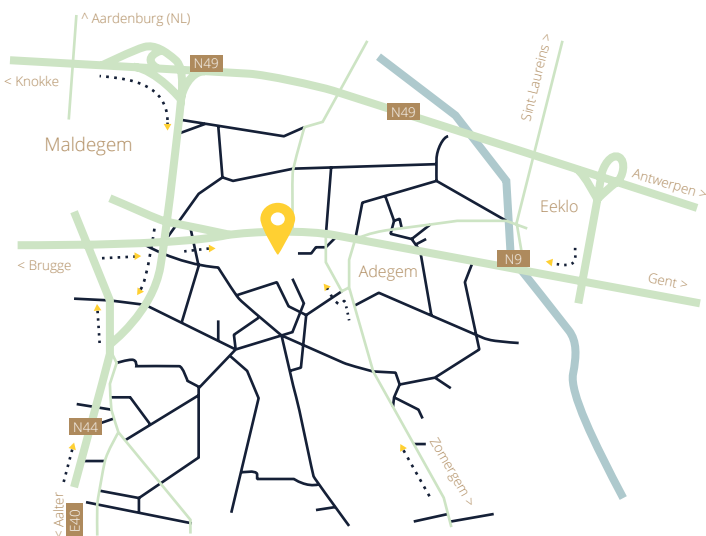 ^ Aardenburg (NL)
Sint-Laureins >
N49
< Knokke
N49
Maldegem
Antwerpen >
Eeklo
N9
< Brugge
Adegem
Gent >
N44
Zomergem >
< Aalter
E40